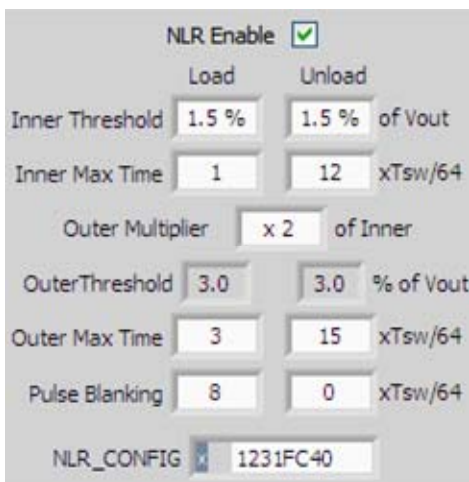 NLR Enable
Load Unload
Inner Threshold 1.5 % 1.5 % of Vout
Inner Max Time 1 12 xTsw/64
Outer Multiplier x 2 of Inner
OuterThreshold 3.0 3.0 % of Vout
Outer Max Time 3 15 xTsw/64
Pulse Blanking 8 0 xTsw/64
NLR_CONFIG x 1231FC40